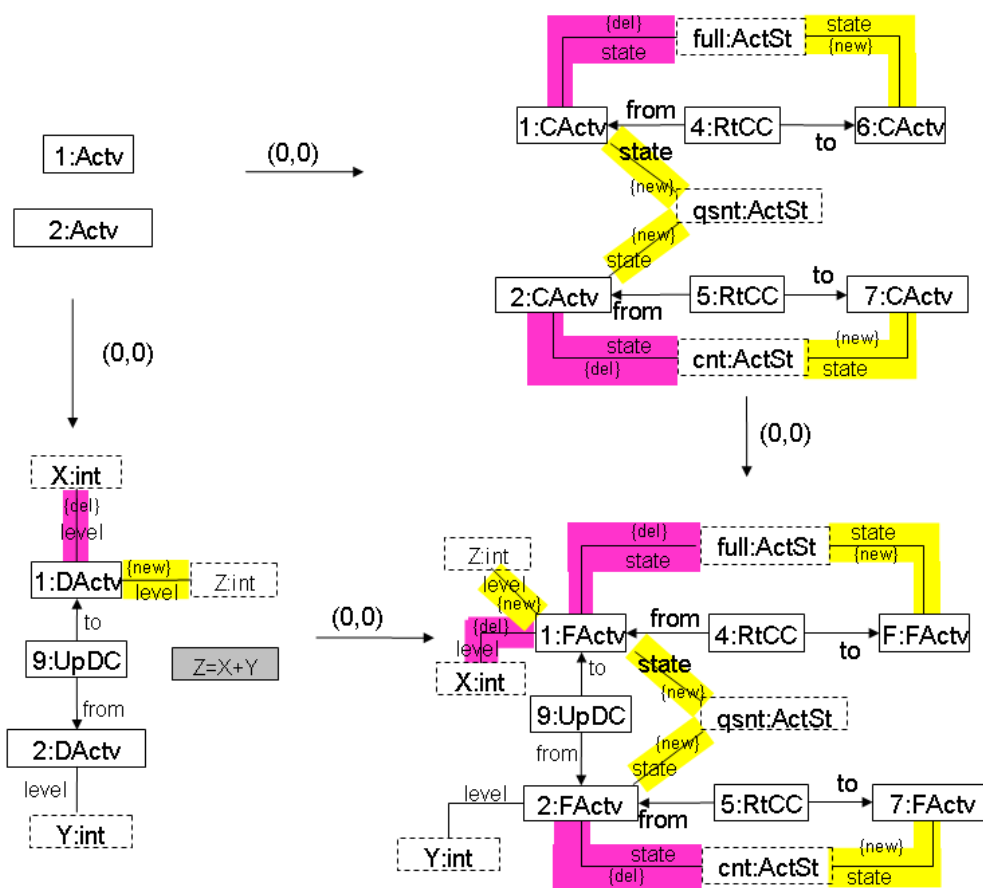 {del}
state
full:ActSt
state
{new}
1:CActv
from
4:RtCC
to
6:CActv
state
{new}
qsnt:ActSt
{new}
state
2:CActv
from
5:RtCC
to
7:CActv
state
{del}
cnt:ActSt
{new}
state
1:Actv
2:Actv
(0,0)
(0,0)
(0,0)
X:int
{del}
level
1:DActv
{new}
level
Z:int
to
9:UpDC
Z=X+Y
from
2:DActv
level
Y:int
(0,0)
Z:int
level
{new}
{del}
level
X:int
{del}
state
full:ActSt
state
{new}
1:FActv
from
4:RtCC
to
F:FActv
to
9:UpDC
from
state
{new}
qsnt:ActSt
{new}
state
level
2:FActv
from
5:RtCC
to
7:FActv
Y:int
state
{del}
cnt:ActSt
{new}
state